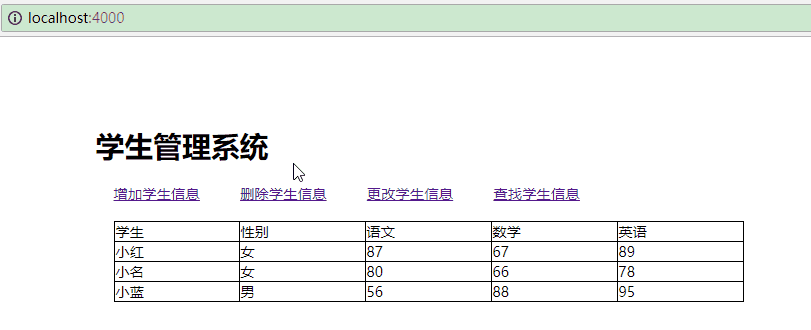 localhost:4000
学生管理系统
增加学生信息 删除学生信息 更改学生信息 查找学生信息
学生 性别 语文 数学 英语
小红 女 87 67 89
小名 女 80 66 78
小蓝 男 56 88 95